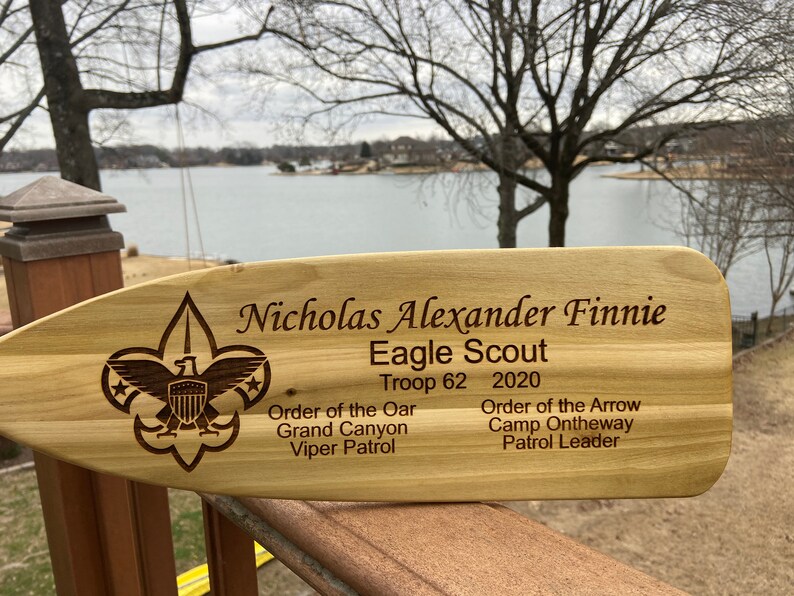 Nicholas Alexander Finnie
Eagle Scout
Troop 62 2020
Order of the Oar
Grand Canyon
Viper Patrol
Order of the Arrow
Camp Ontheway
Patrol Leader